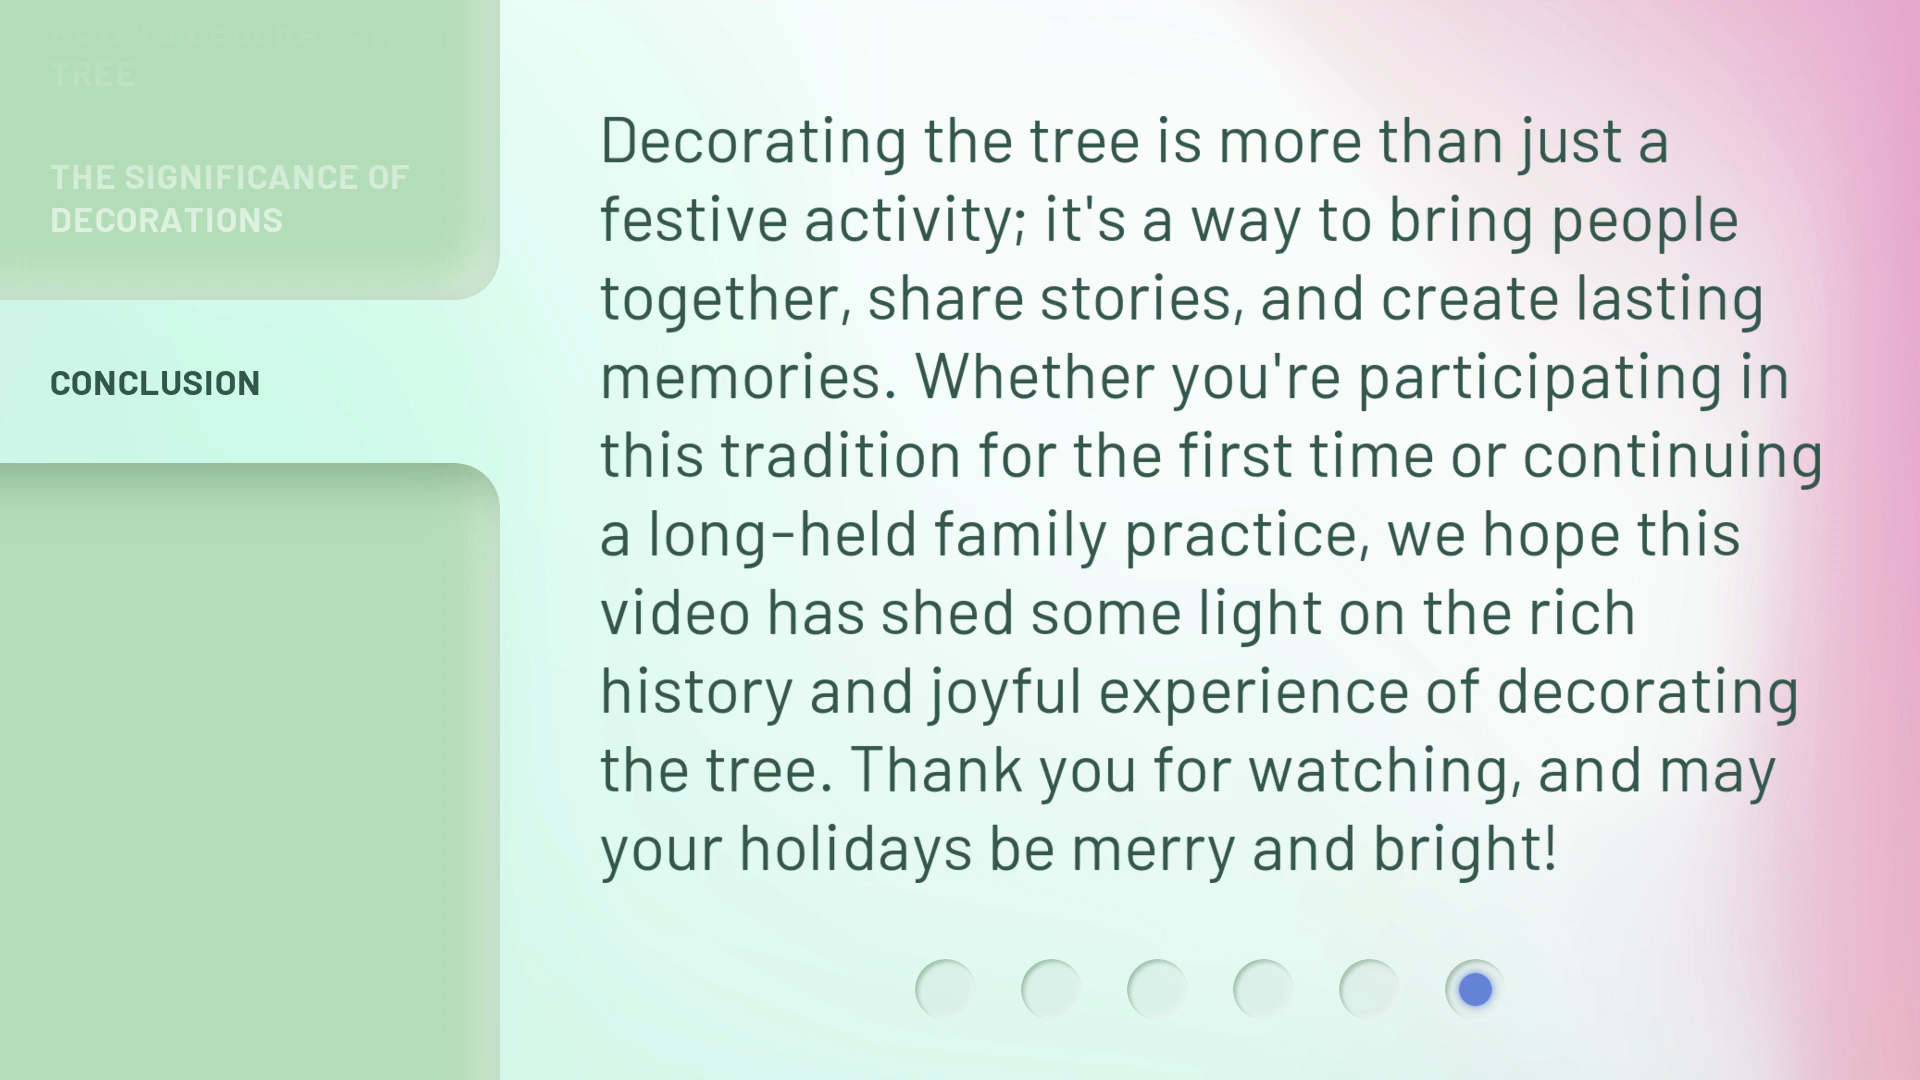 HOW TO DECORATE A
TREE
THE SIGNIFICANCE OF
DECORATIONS
CONCLUSION
Decorating the tree is more than just a
festive activity; it's a way to bring people
together, share stories, and create lasting
memories. Whether you're participating in
this tradition for the first time or continuing
a long-held family practice, we hope this
video has shed some light on the rich
history and joyful experience of decorating
the tree. Thank you for watching, and may
your holidays be merry and bright!